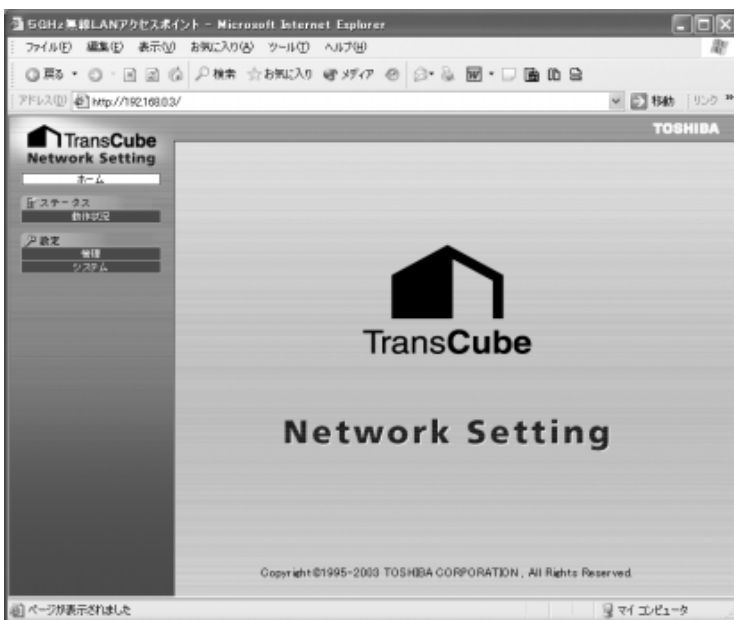 5GHz無線LANアクセスポイント - Microsoft Internet Explorer
ファイル(F) 編集(E) 表示(V) お気に入り(A) ツール(T) ヘルプ(H)
戻る 検索 お気に入り メディア
アドレス(D) http://192.168.0.3/ 移動 リンク »
TransCube
Network Setting
TOSHIBA
ホーム
ステータス
動作状況
設定
管理
システム
TransCube
Network Setting
Copyright©1995-2003 TOSHIBA CORPORATION, All Rights Reserved.
ページが表示されました マイ コンピュータ